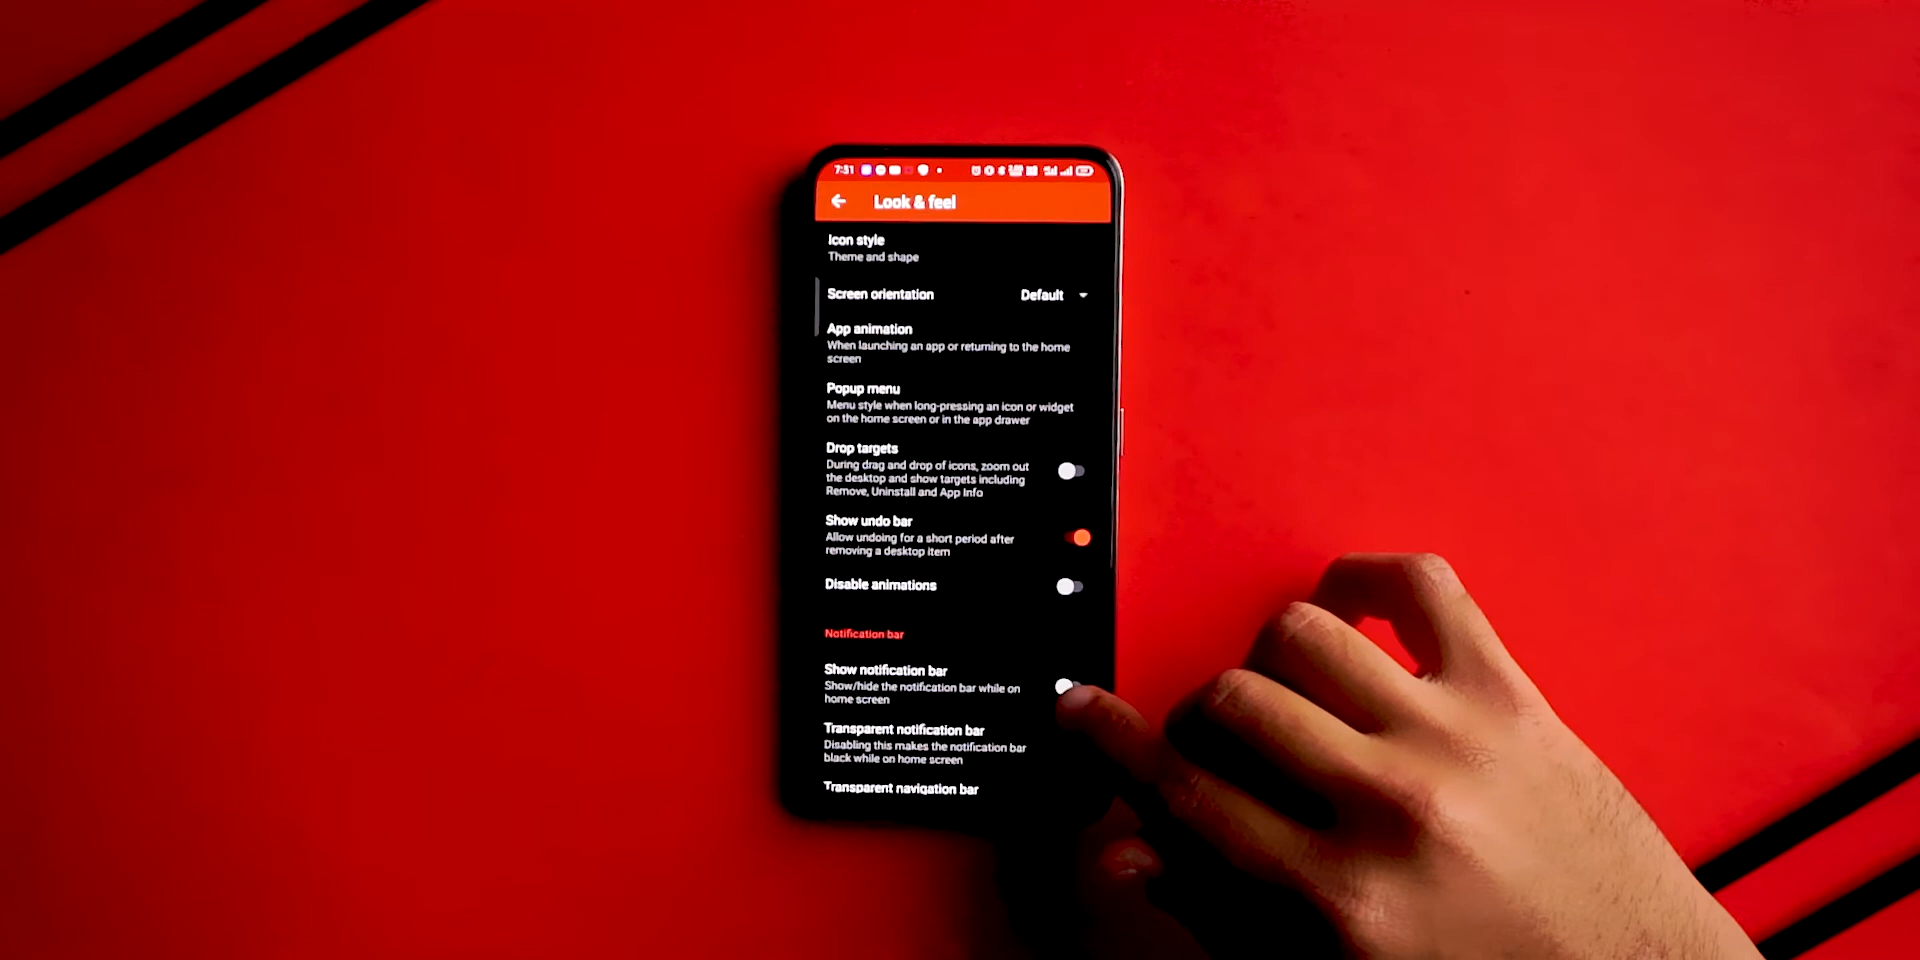 7:51
Look & feel
Icon style
Theme and shape
Screen orientation Default
App animation
When launching an app or returning to the home
screen
Popup menu
Menu style when long-pressing an icon or widget
on the home screen or in the app drawer
Drop targets
During drag and drop of icons, zoom out
the desktop and show targets including
Remove, Uninstall and App Info
Show undo bar
Allow undoing for a short period after
removing a desktop item
Disable animations
Notification bar
Show notification bar
Show/hide the notification bar while on
home screen
Transparent notification bar
Disabling this makes the notification bar
black while on home screen
Transparent navigation bar